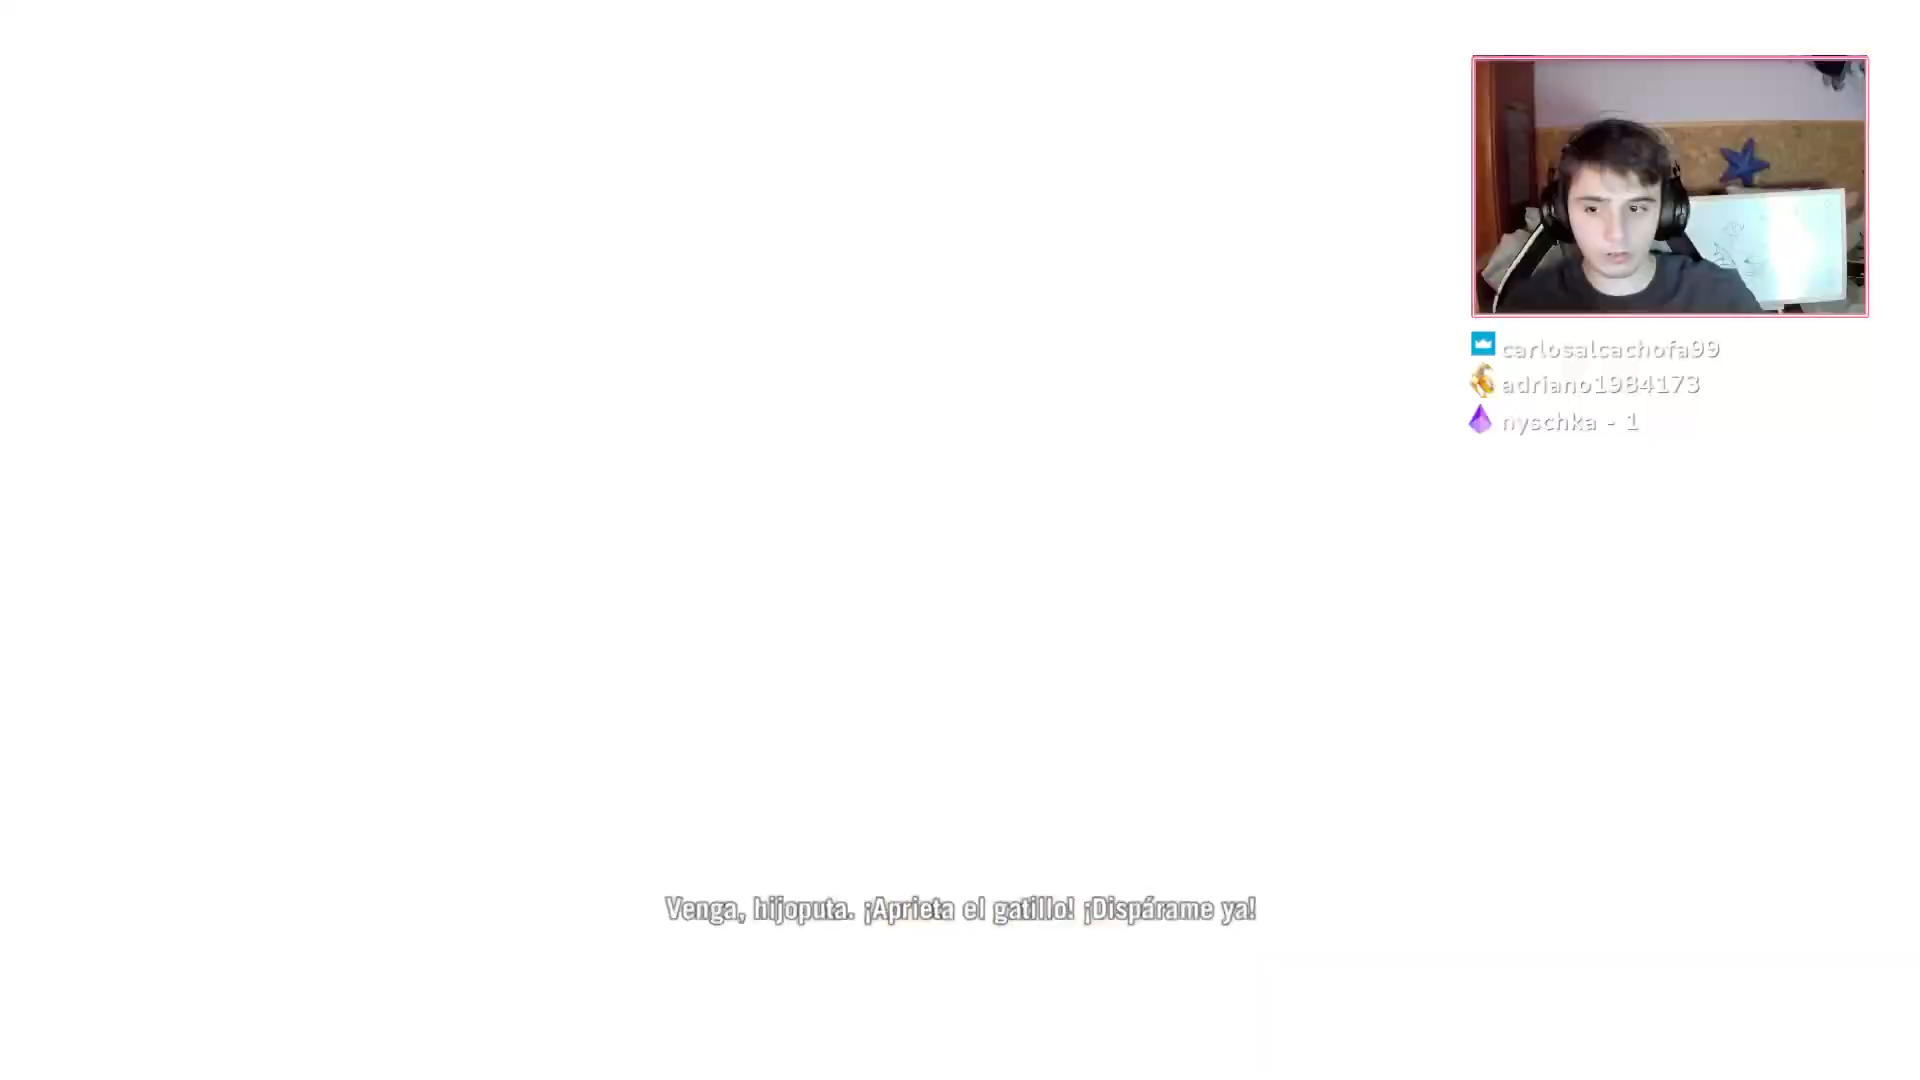 carlosalcachofa99
adriano1984173
nyschka - 1
Venga, hijoputa. ¡Aprieta el gatillo! ¡Dispárame ya!